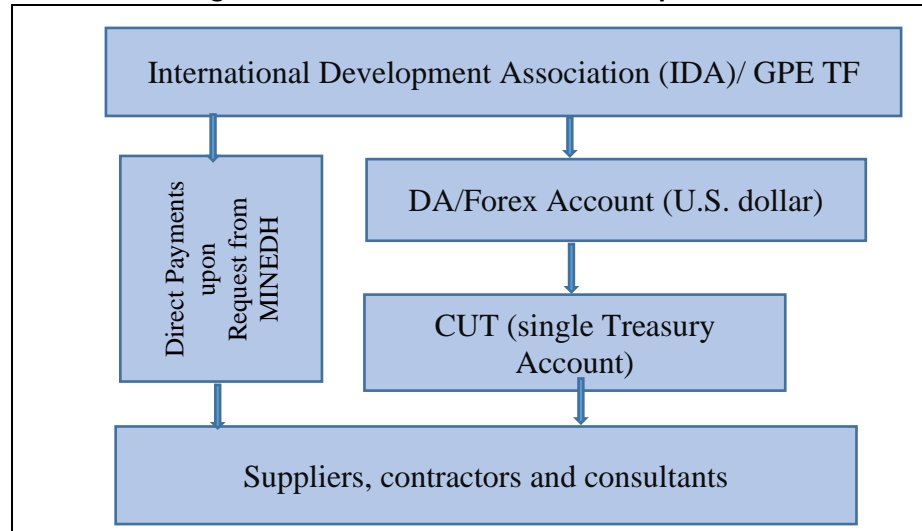 International Development Association (IDA)/ GPE TF
Direct Payments
upon
Request from
MINEDH
DA/Forex Account (U.S. dollar)
CUT (single Treasury
Account)
Suppliers, contractors and consultants